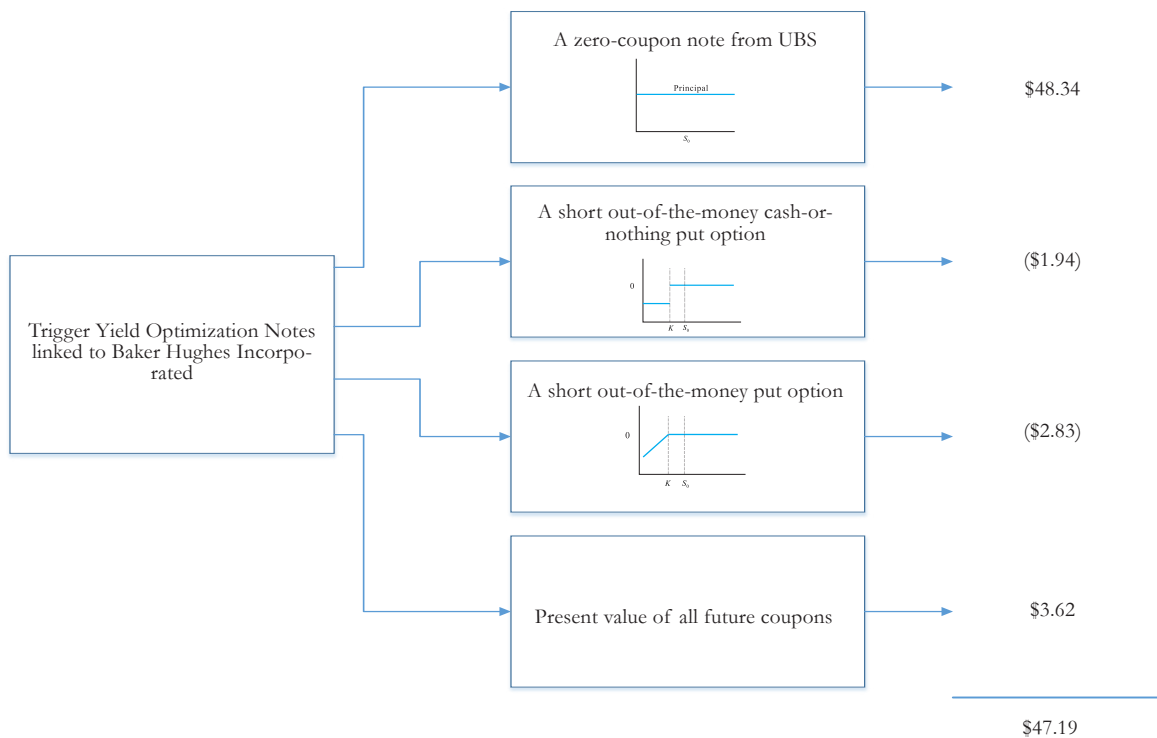 A zero-coupon note from UBS
Principal
S0
$48.34
A short out-of-the-money cash-or-
nothing put option
0
K S0
($1.94)
Trigger Yield Optimization Notes
linked to Baker Hughes Incorpo-
rated
A short out-of-the-money put option
0
K S0
($2.83)
Present value of all future coupons
$3.62
$47.19